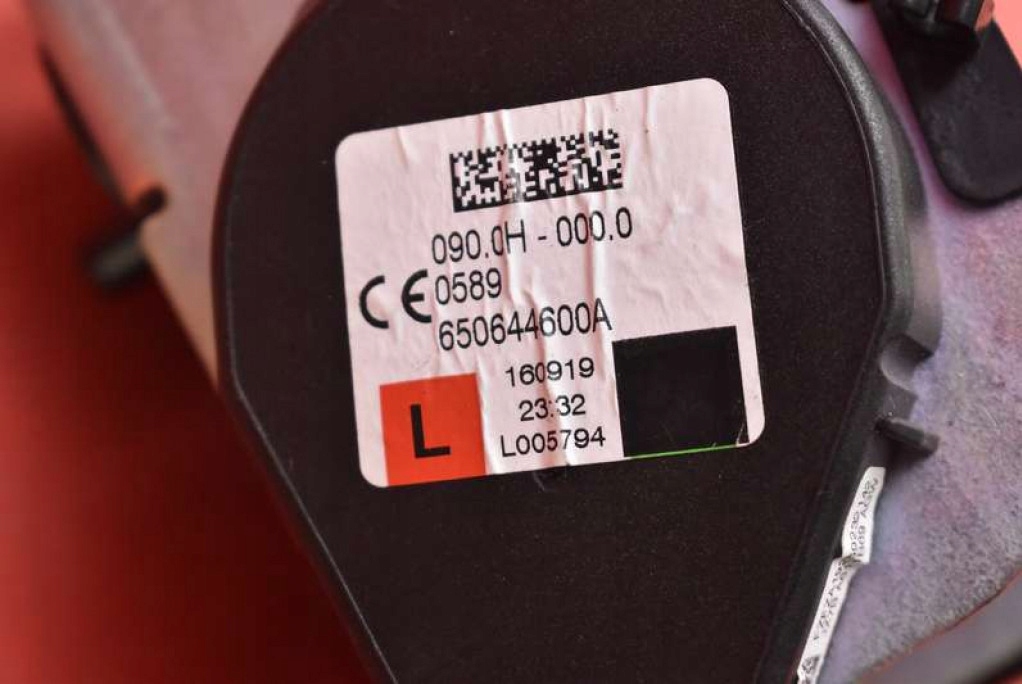 090.0H - 000.0
CE 0589
650644600A
160919
23:32
L005794
L